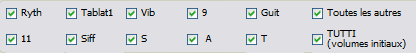 Ryth Tablat1 Vib 9 Guit Toutes les autres
11 Siff S A T TUTTI
(volumes initiaux)